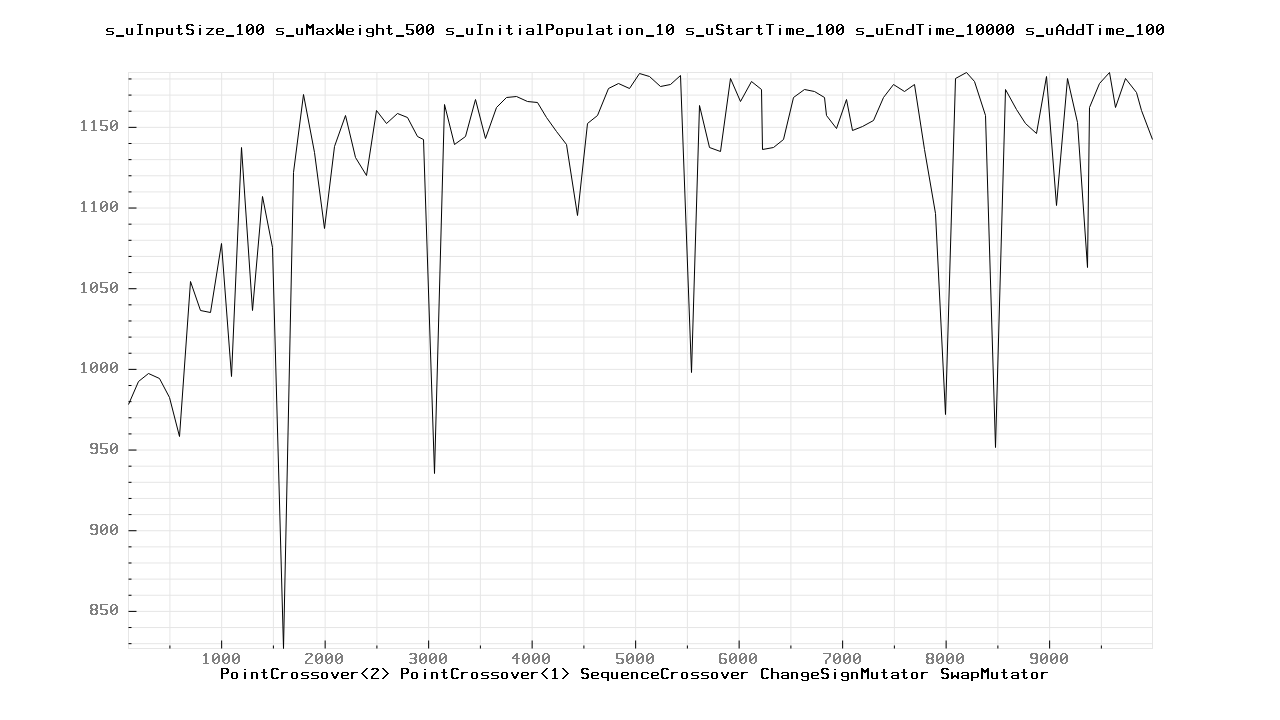 s_uInputSize_100 s_uMaxWeight_500 s_uInitialPopulation_10 s_uStartTime_100 s_uEndTime_10000 s_uAddTime_100
1150
1100
1050
1000
950
900
850
1000 2000 3000 4000 5000 6000 7000 8000 9000
PointCrossover<2> PointCrossover<1> SequenceCrossover ChangeSignMutator SwapMutator